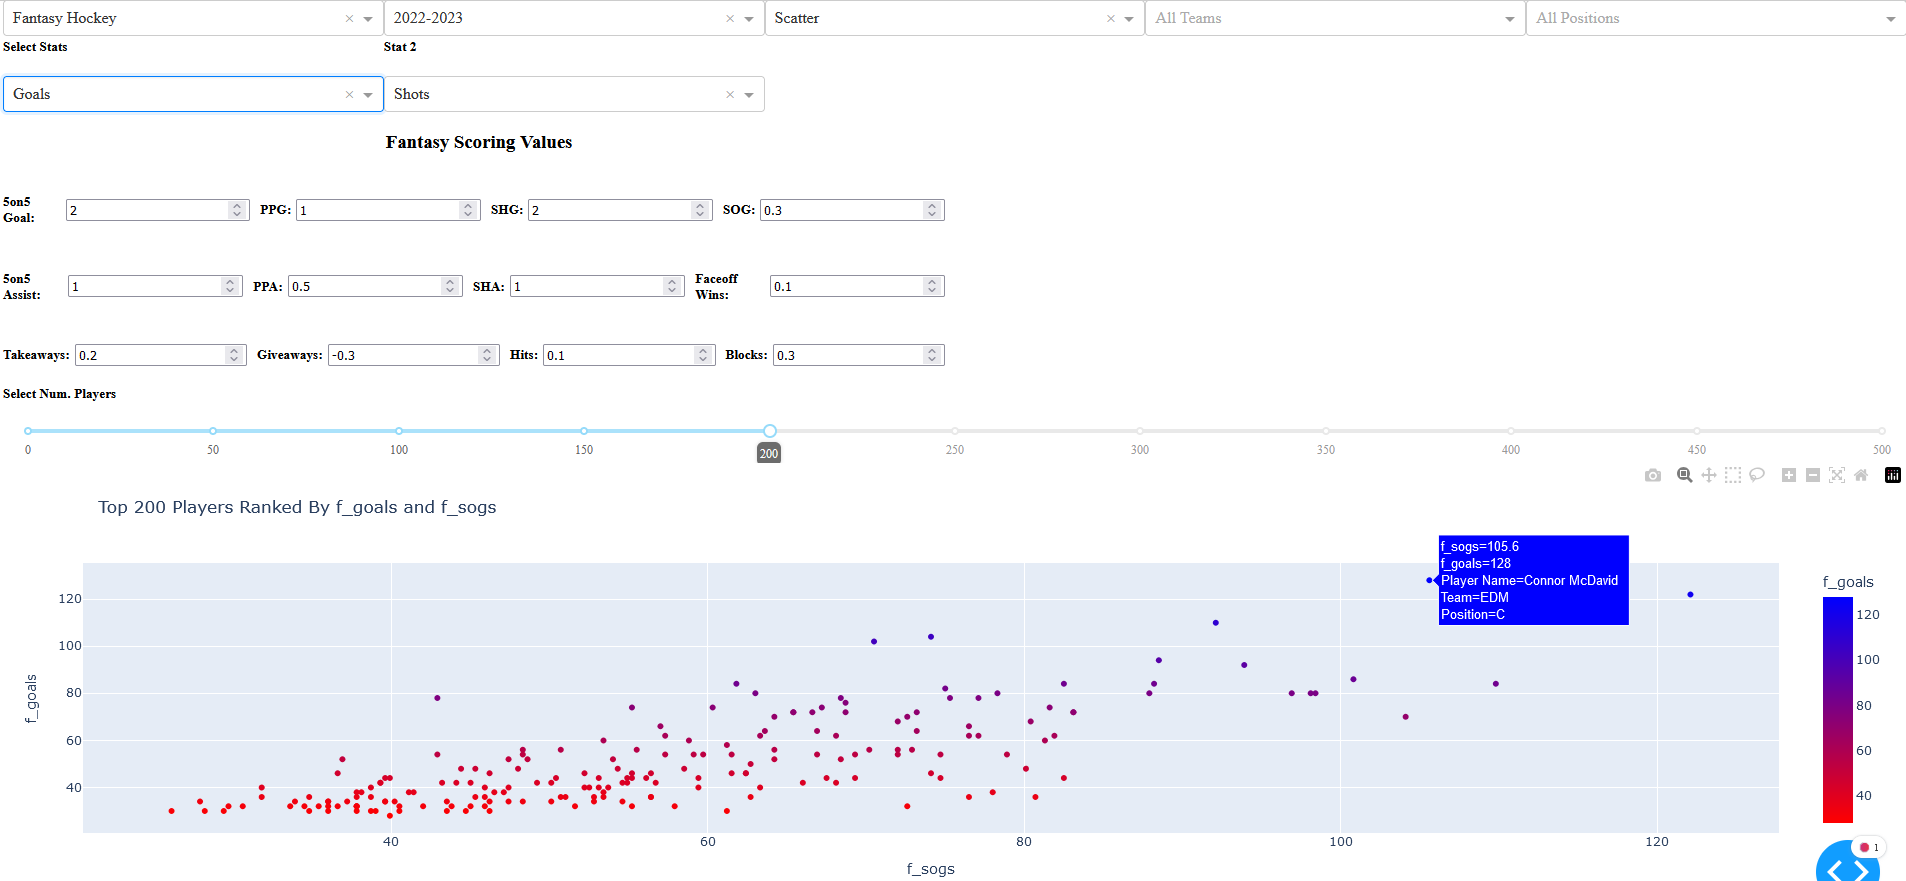 Fantasy Hockey × 2022-2023 × Scatter × All Teams All Positions
Select Stats Stat 2
Goals × Shots ×
Fantasy Scoring Values
5on5 Goal: 2 PPG: 1 SHG: 2 SOG: 0.3
5on5 Assist: 1 PPA: 0.5 SHA: 1 Faceoff Wins: 0.1
Takeaways: 0.2 Giveaways: -0.3 Hits: 0.1 Blocks: 0.3
Select Num. Players
0 50 100 150 200 250 300 350 400 450 500
Top 200 Players Ranked By f_goals and f_sogs
f_sogs=105.6
f_goals=128
Player Name=Connor McDavid
Team=EDM
Position=C
f_goals
120
100
80
60
40
f_goals
120
100
80
60
40
40 60 80 100 120
f_sogs
1